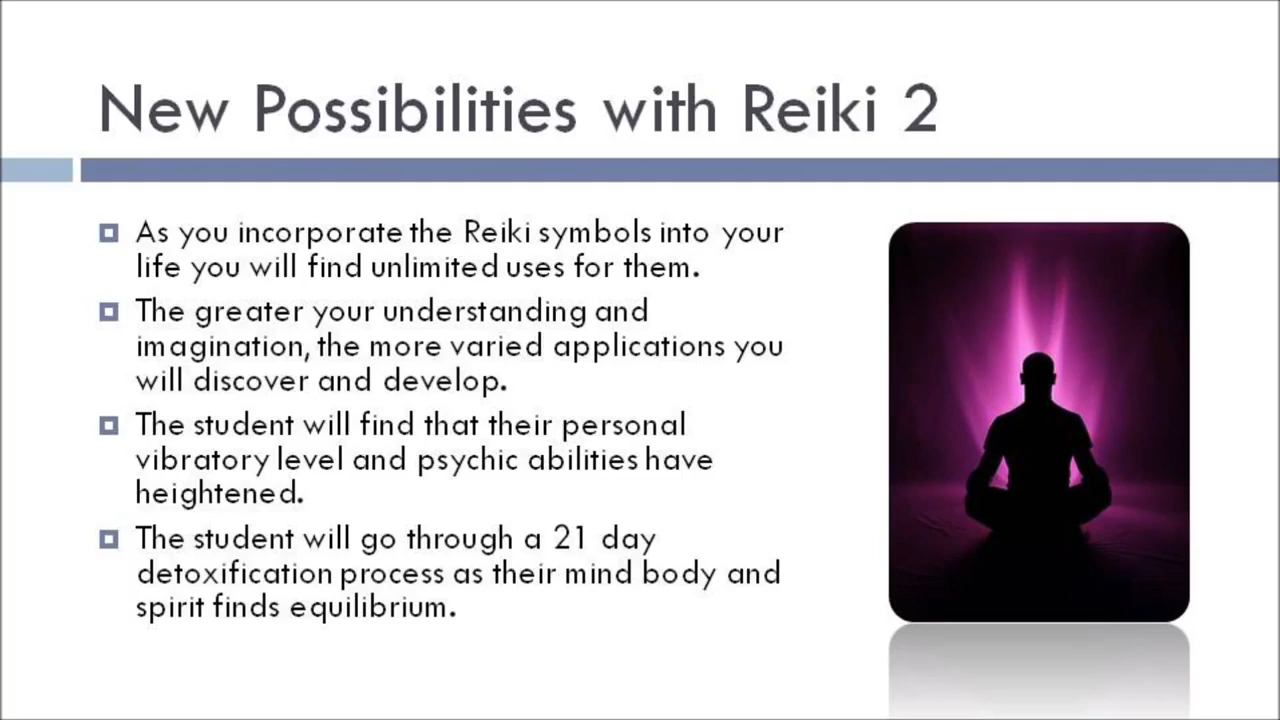 New Possibilities with Reiki 2
As you incorporate the Reiki symbols into your
life you will find unlimited uses for them.
The greater your understanding and
imagination, the more varied applications you
will discover and develop.
The student will find that their personal
vibratory level and psychic abilities have
heightened.
The student will go through a 21 day
detoxification process as their mind body and
spirit finds equilibrium.